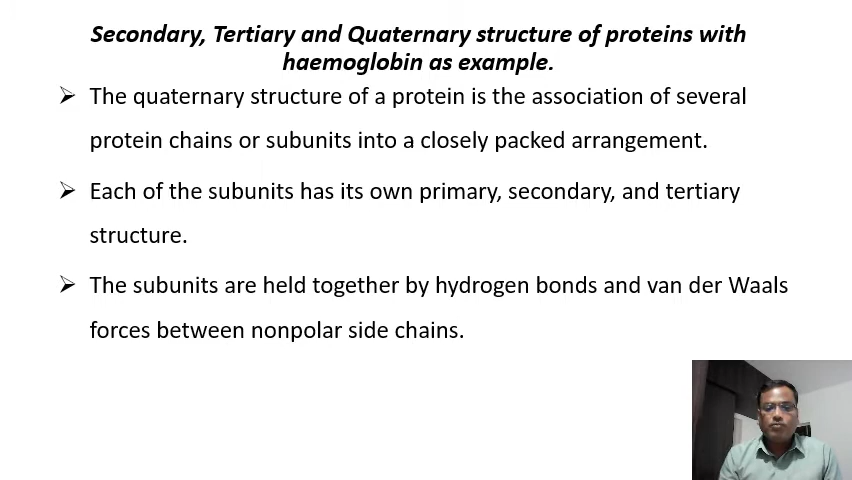 Secondary, Tertiary and Quaternary structure of proteins with
haemoglobin as example.
➢ The quaternary structure of a protein is the association of several
protein chains or subunits into a closely packed arrangement.
➢ Each of the subunits has its own primary, secondary, and tertiary
structure.
➢ The subunits are held together by hydrogen bonds and van der Waals
forces between nonpolar side chains.